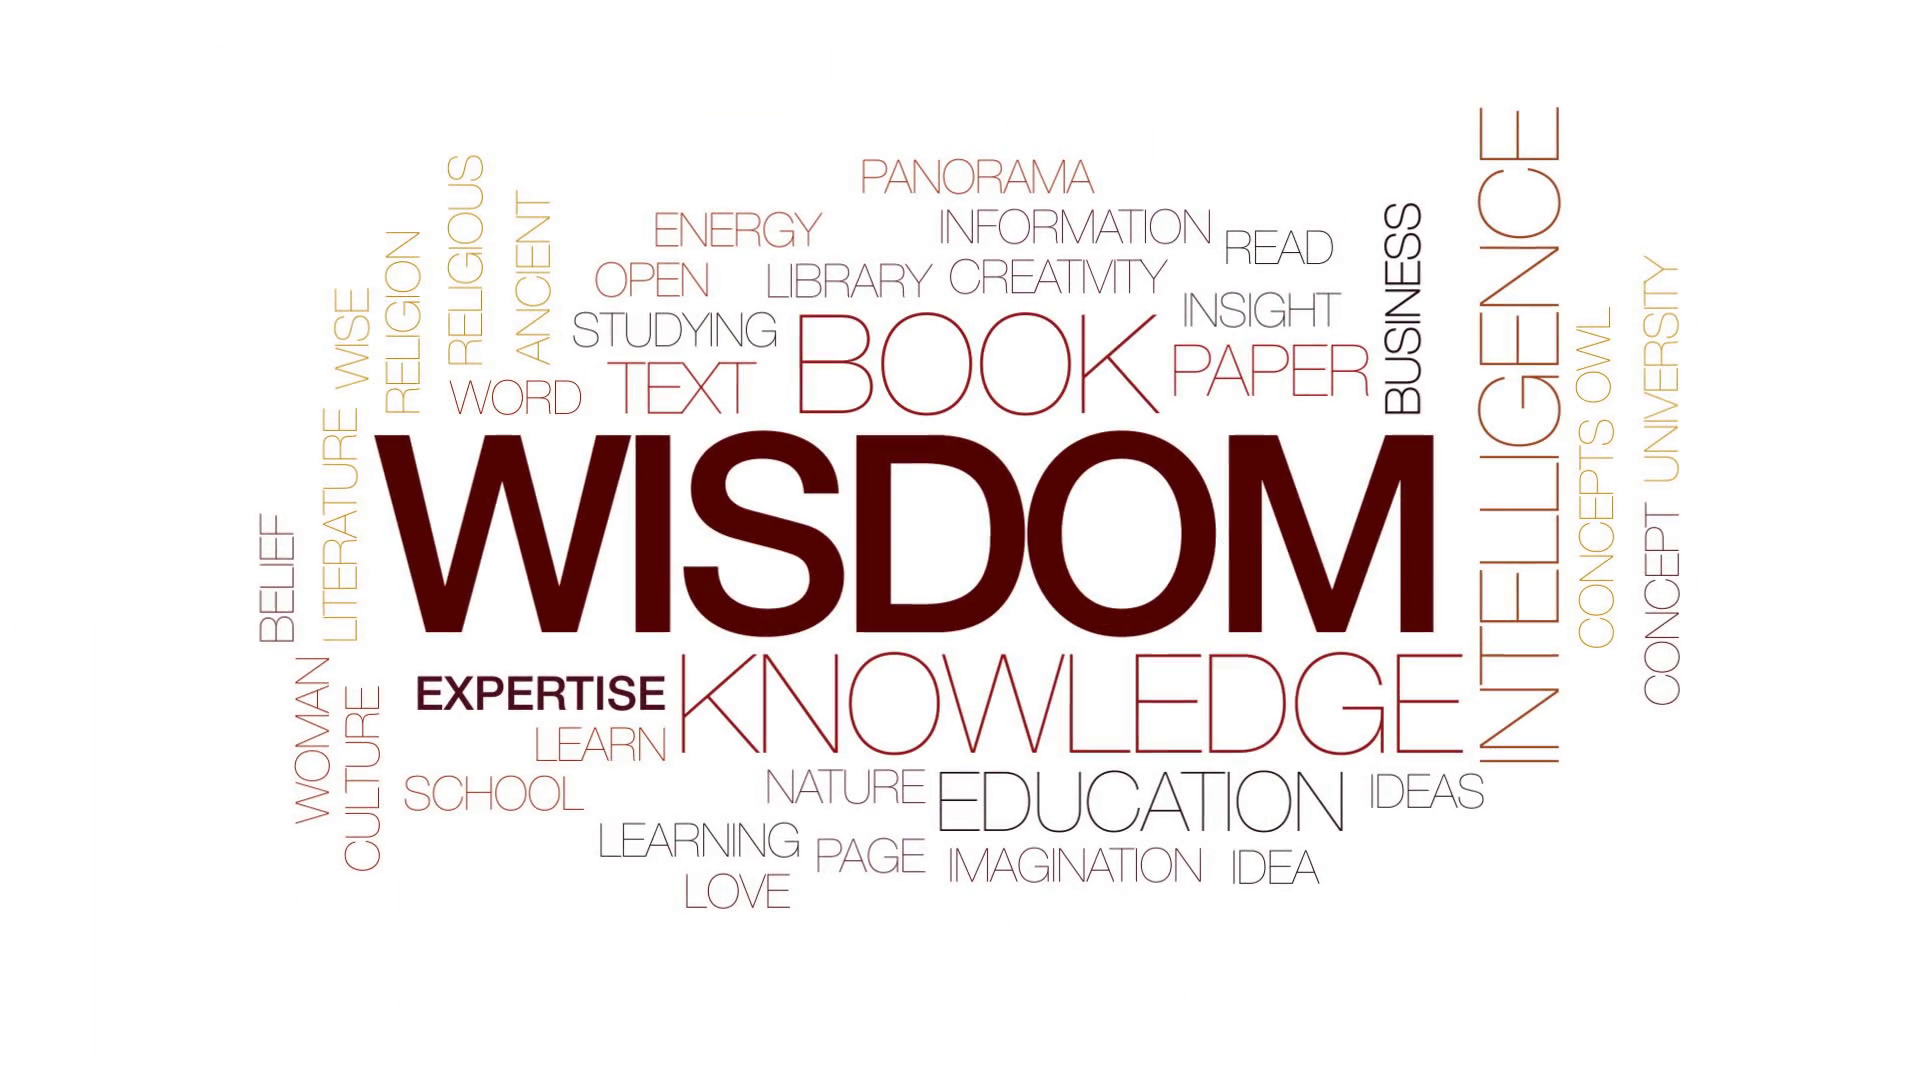 PANORAMA
ENERGY
INFORMATION
READ
OPEN
LIBRARY
CREATIVITY
STUDYING
BOOK
INSIGHT
WORD
TEXT
PAPER
BUSINESS
RELIGIOUS
ANCIENT
RELIGION
WISE
LITERATURE
BELIEF
WISDOM
INTELLIGENCE
OWL
CONCEPTS
UNIVERSITY
CONCEPT
EXPERTISE
KNOWLEDGE
LEARN
WOMAN
CULTURE
SCHOOL
NATURE
EDUCATION
IDEAS
LEARNING
PAGE
IMAGINATION
IDEA
LOVE